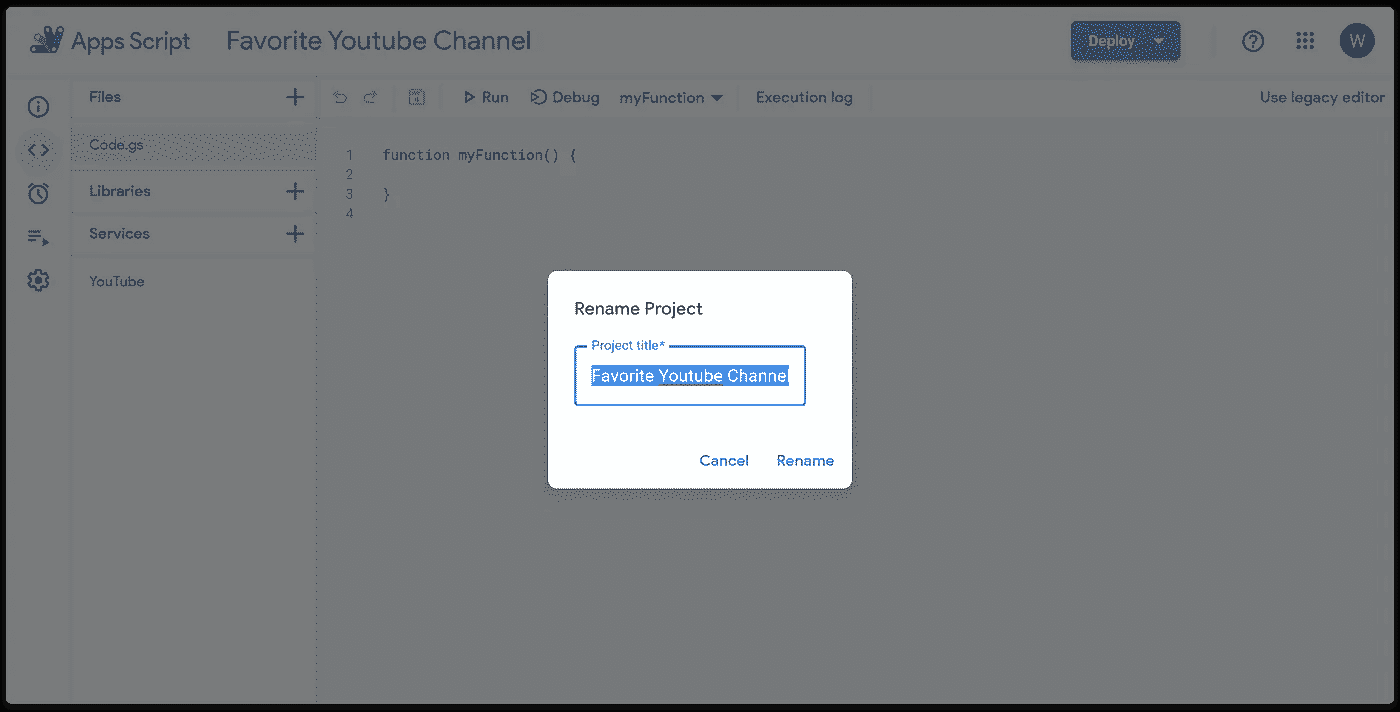 Apps Script Favorite Youtube Channel Deploy W
Files Run Debug myFunction Execution log Use legacy editor
Code.gs
1 function myFunction() {
2
3 }
4
Libraries
Services
YouTube
Rename Project
Project title*
Favorite Youtube Channel
Cancel Rename